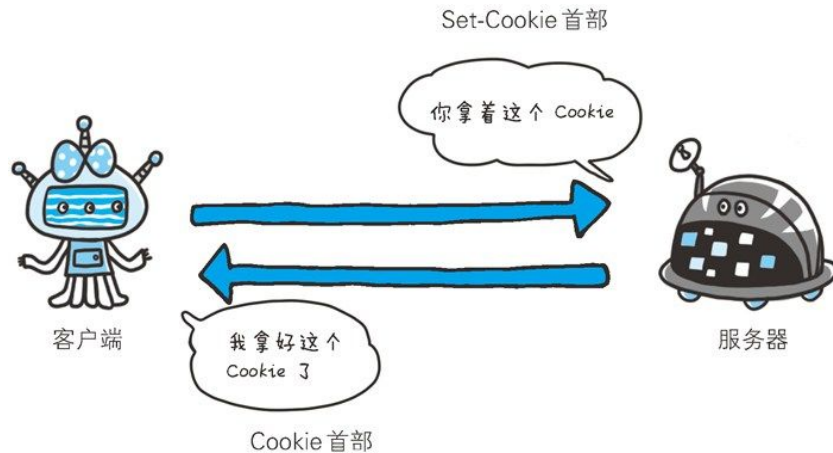 Set-Cookie 首部
你拿着这个 Cookie
客户端
服务器
我拿好这个
Cookie 了
Cookie 首部